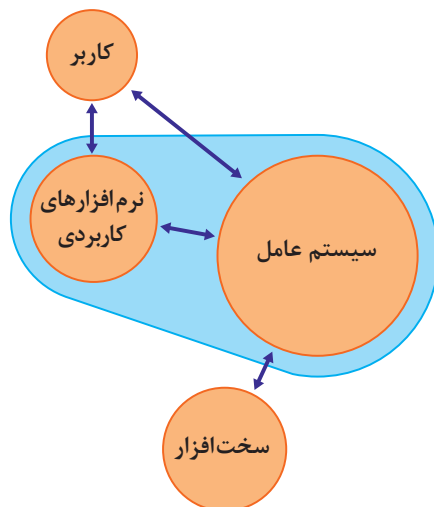 کاربر
نرم‌افزارهای
کاربردی
سیستم عامل
سخت‌افزار